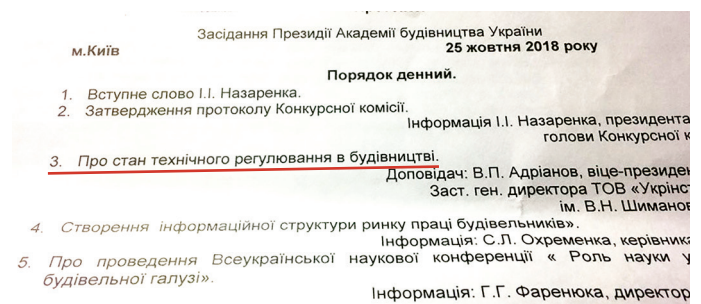 Засідання Президії Академії будівництва України
м.Київ 25 жовтня 2018 року
Порядок денний.
1. Вступне слово І.І. Назаренка.
2. Затвердження протоколу Конкурсної комісії.
Інформація І.І. Назаренка, президента
голови Конкурсної к
3. Про стан технічного регулювання в будівництві.
Доповідач: В.П. Адріанов, віце-президен
Заст. ген. директора ТОВ «Укрінс
ім. В.Н. Шиманов
4. Створення інформаційної структури ринку праці будівельників».
Інформація: С.Л. Охременка, керівника
5. Про проведення Всеукраїнської наукової конференції « Роль науки у
будівельної галузі».
Інформація: Г.Г. Фаренюка, директор